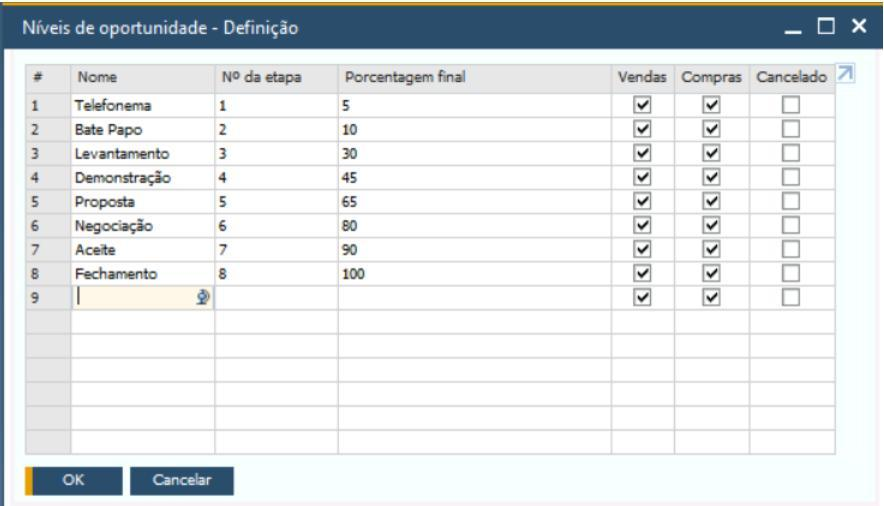 Níveis de oportunidade - Definição
# Nome Nº da etapa Porcentagem final Vendas Compras Cancelado
1 Telefonema 1 5
2 Bate Papo 2 10
3 Levantamento 3 30
4 Demonstração 4 45
5 Proposta 5 65
6 Negociação 6 80
7 Aceite 7 90
8 Fechamento 8 100
9
OK Cancelar